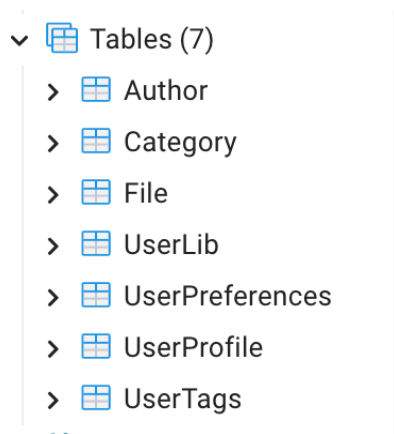 Tables (7)
Author
Category
File
UserLib
UserPreferences
UserProfile
UserTags